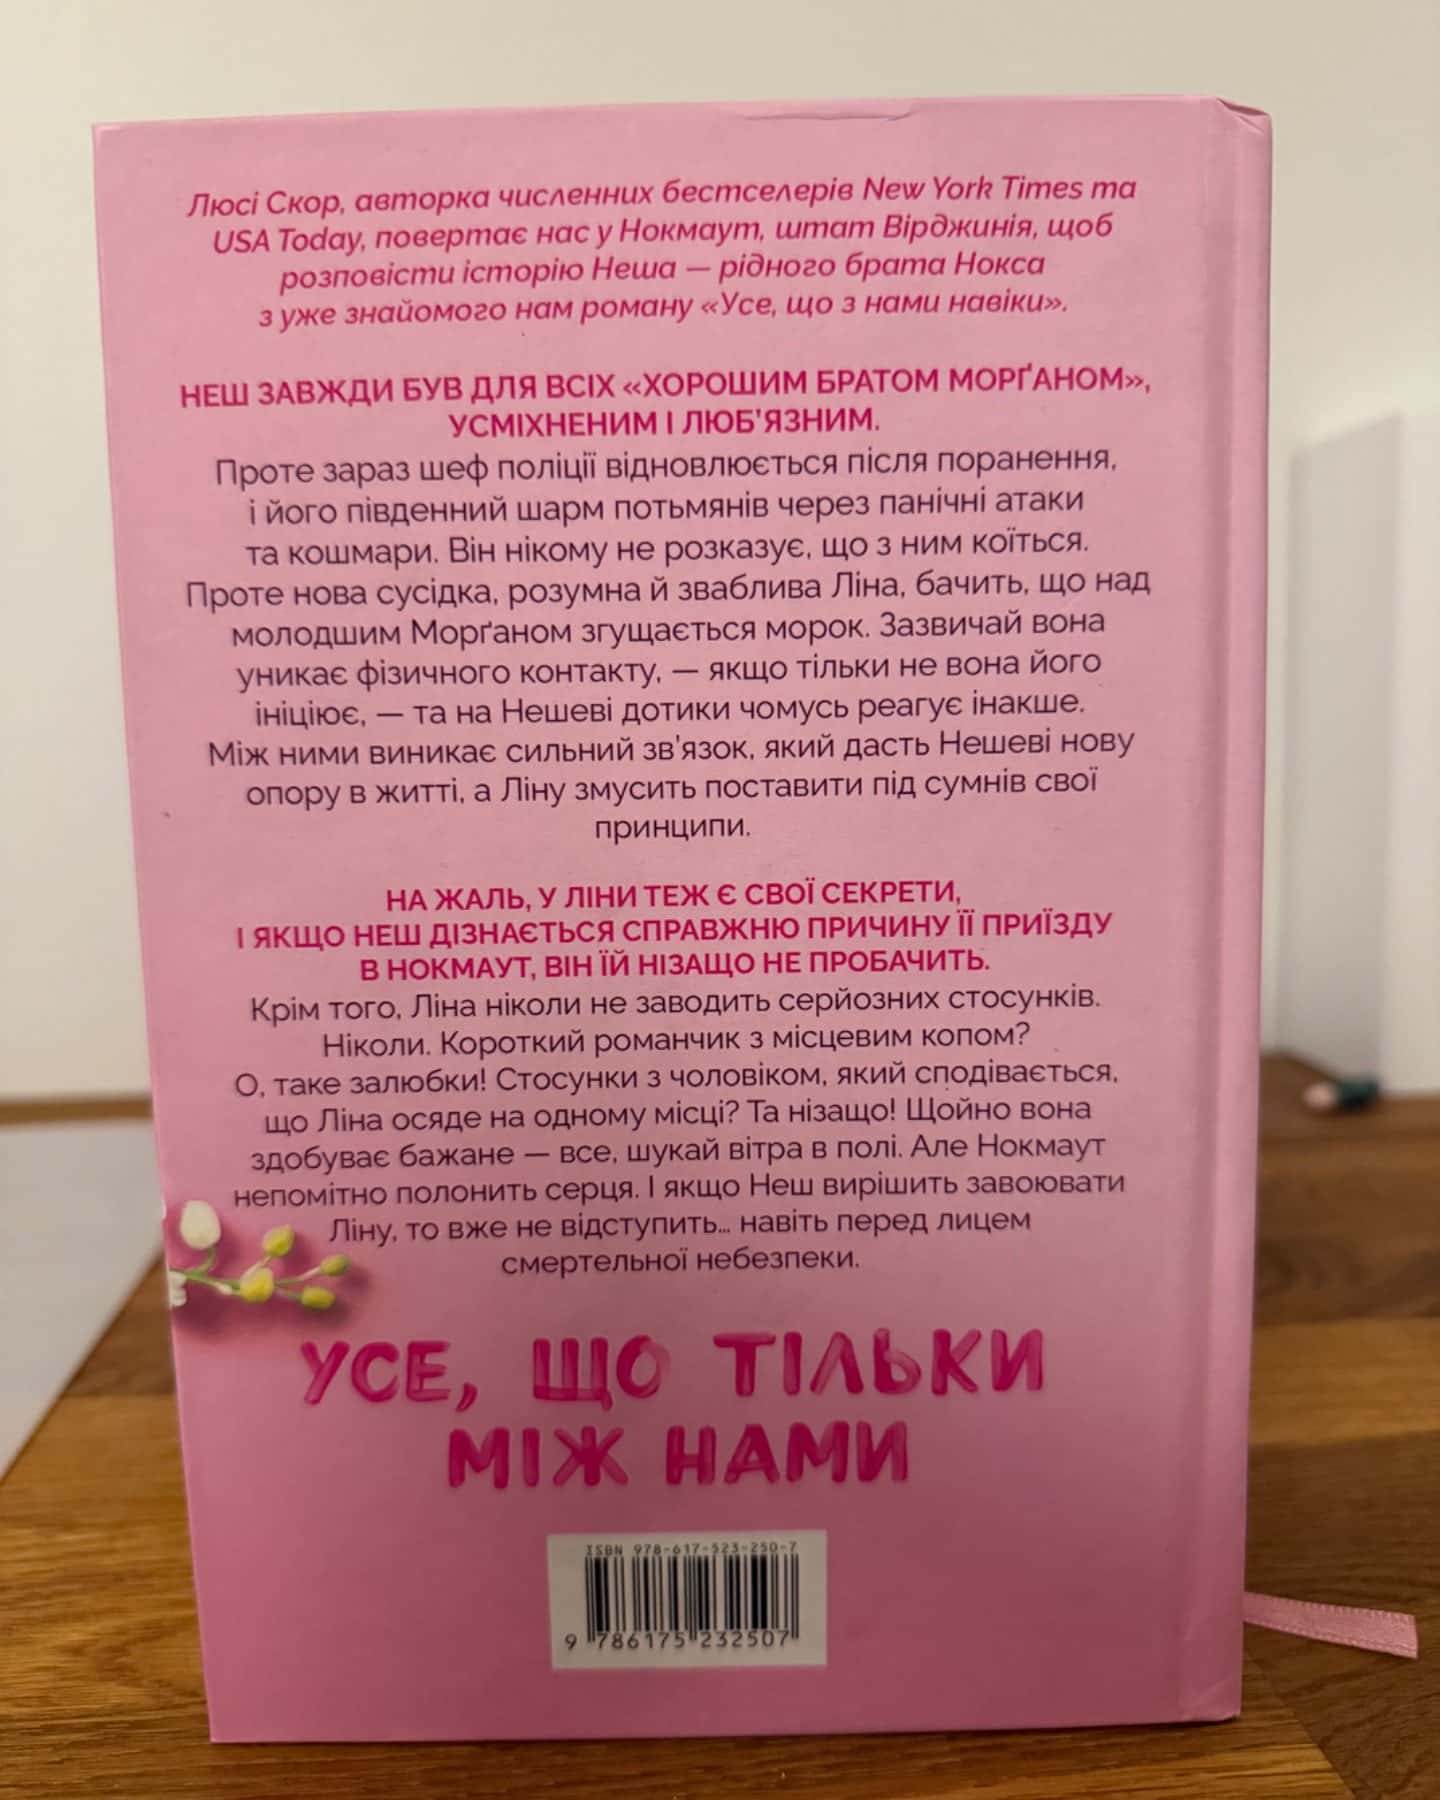 Люсі Скор, авторка численних бестселерів New York Times та
USA Today, повертає нас у Нокмаут, штат Вірджинія, щоб
розповісти історію Неша — рідного брата Нокса
з уже знайомого нам роману «Усе, що з нами навіки».
НЕШ ЗАВЖДИ БУВ ДЛЯ ВСІХ «ХОРОШИМ БРАТОМ МОРҐАНОМ»,
УСМІХНЕНИМ І ЛЮБ’ЯЗНИМ.
Проте зараз шеф поліції відновлюється після поранення,
і його південний шарм потьмянів через панічні атаки
та кошмари. Він нікому не розказує, що з ним коїться.
Проте нова сусідка, розумна й зваблива Ліна, бачить, що над
молодшим Морґаном згущається морок. Зазвичай вона
уникає фізичного контакту, — якщо тільки не вона його
ініціює, — та на Нешеві дотики чомусь реагує інакше.
Між ними виникає сильний зв’язок, який дасть Нешеві нову
опору в житті, а Ліну змусить поставити під сумнів свої
принципи.
НА ЖАЛЬ, У ЛІНИ ТЕЖ Є СВОЇ СЕКРЕТИ,
І ЯКЩО НЕШ ДІЗНАЄТЬСЯ СПРАВЖНЮ ПРИЧИНУ ЇЇ ПРИЇЗДУ
В НОКМАУТ, ВІН ЇЙ НІЗАЩО НЕ ПРОБАЧИТЬ.
Крім того, Ліна ніколи не заводить серйозних стосунків.
Ніколи. Короткий романчик з місцевим копом?
О, таке залюбки! Стосунки з чоловіком, який сподівається,
що Ліна осяде на одному місці? Та нізащо! Щойно вона
здобуває бажане — все, шукай вітра в полі. Але Нокмаут
непомітно полонить серця. І якщо Неш вирішить завоювати
Ліну, то вже не відступить... навіть перед лицем
смертельної небезпеки.
УСЕ, ЩО ТІЛЬКИ
МІЖ НАМИ
ISBN 978-617-523-250-7
9 786175 232507